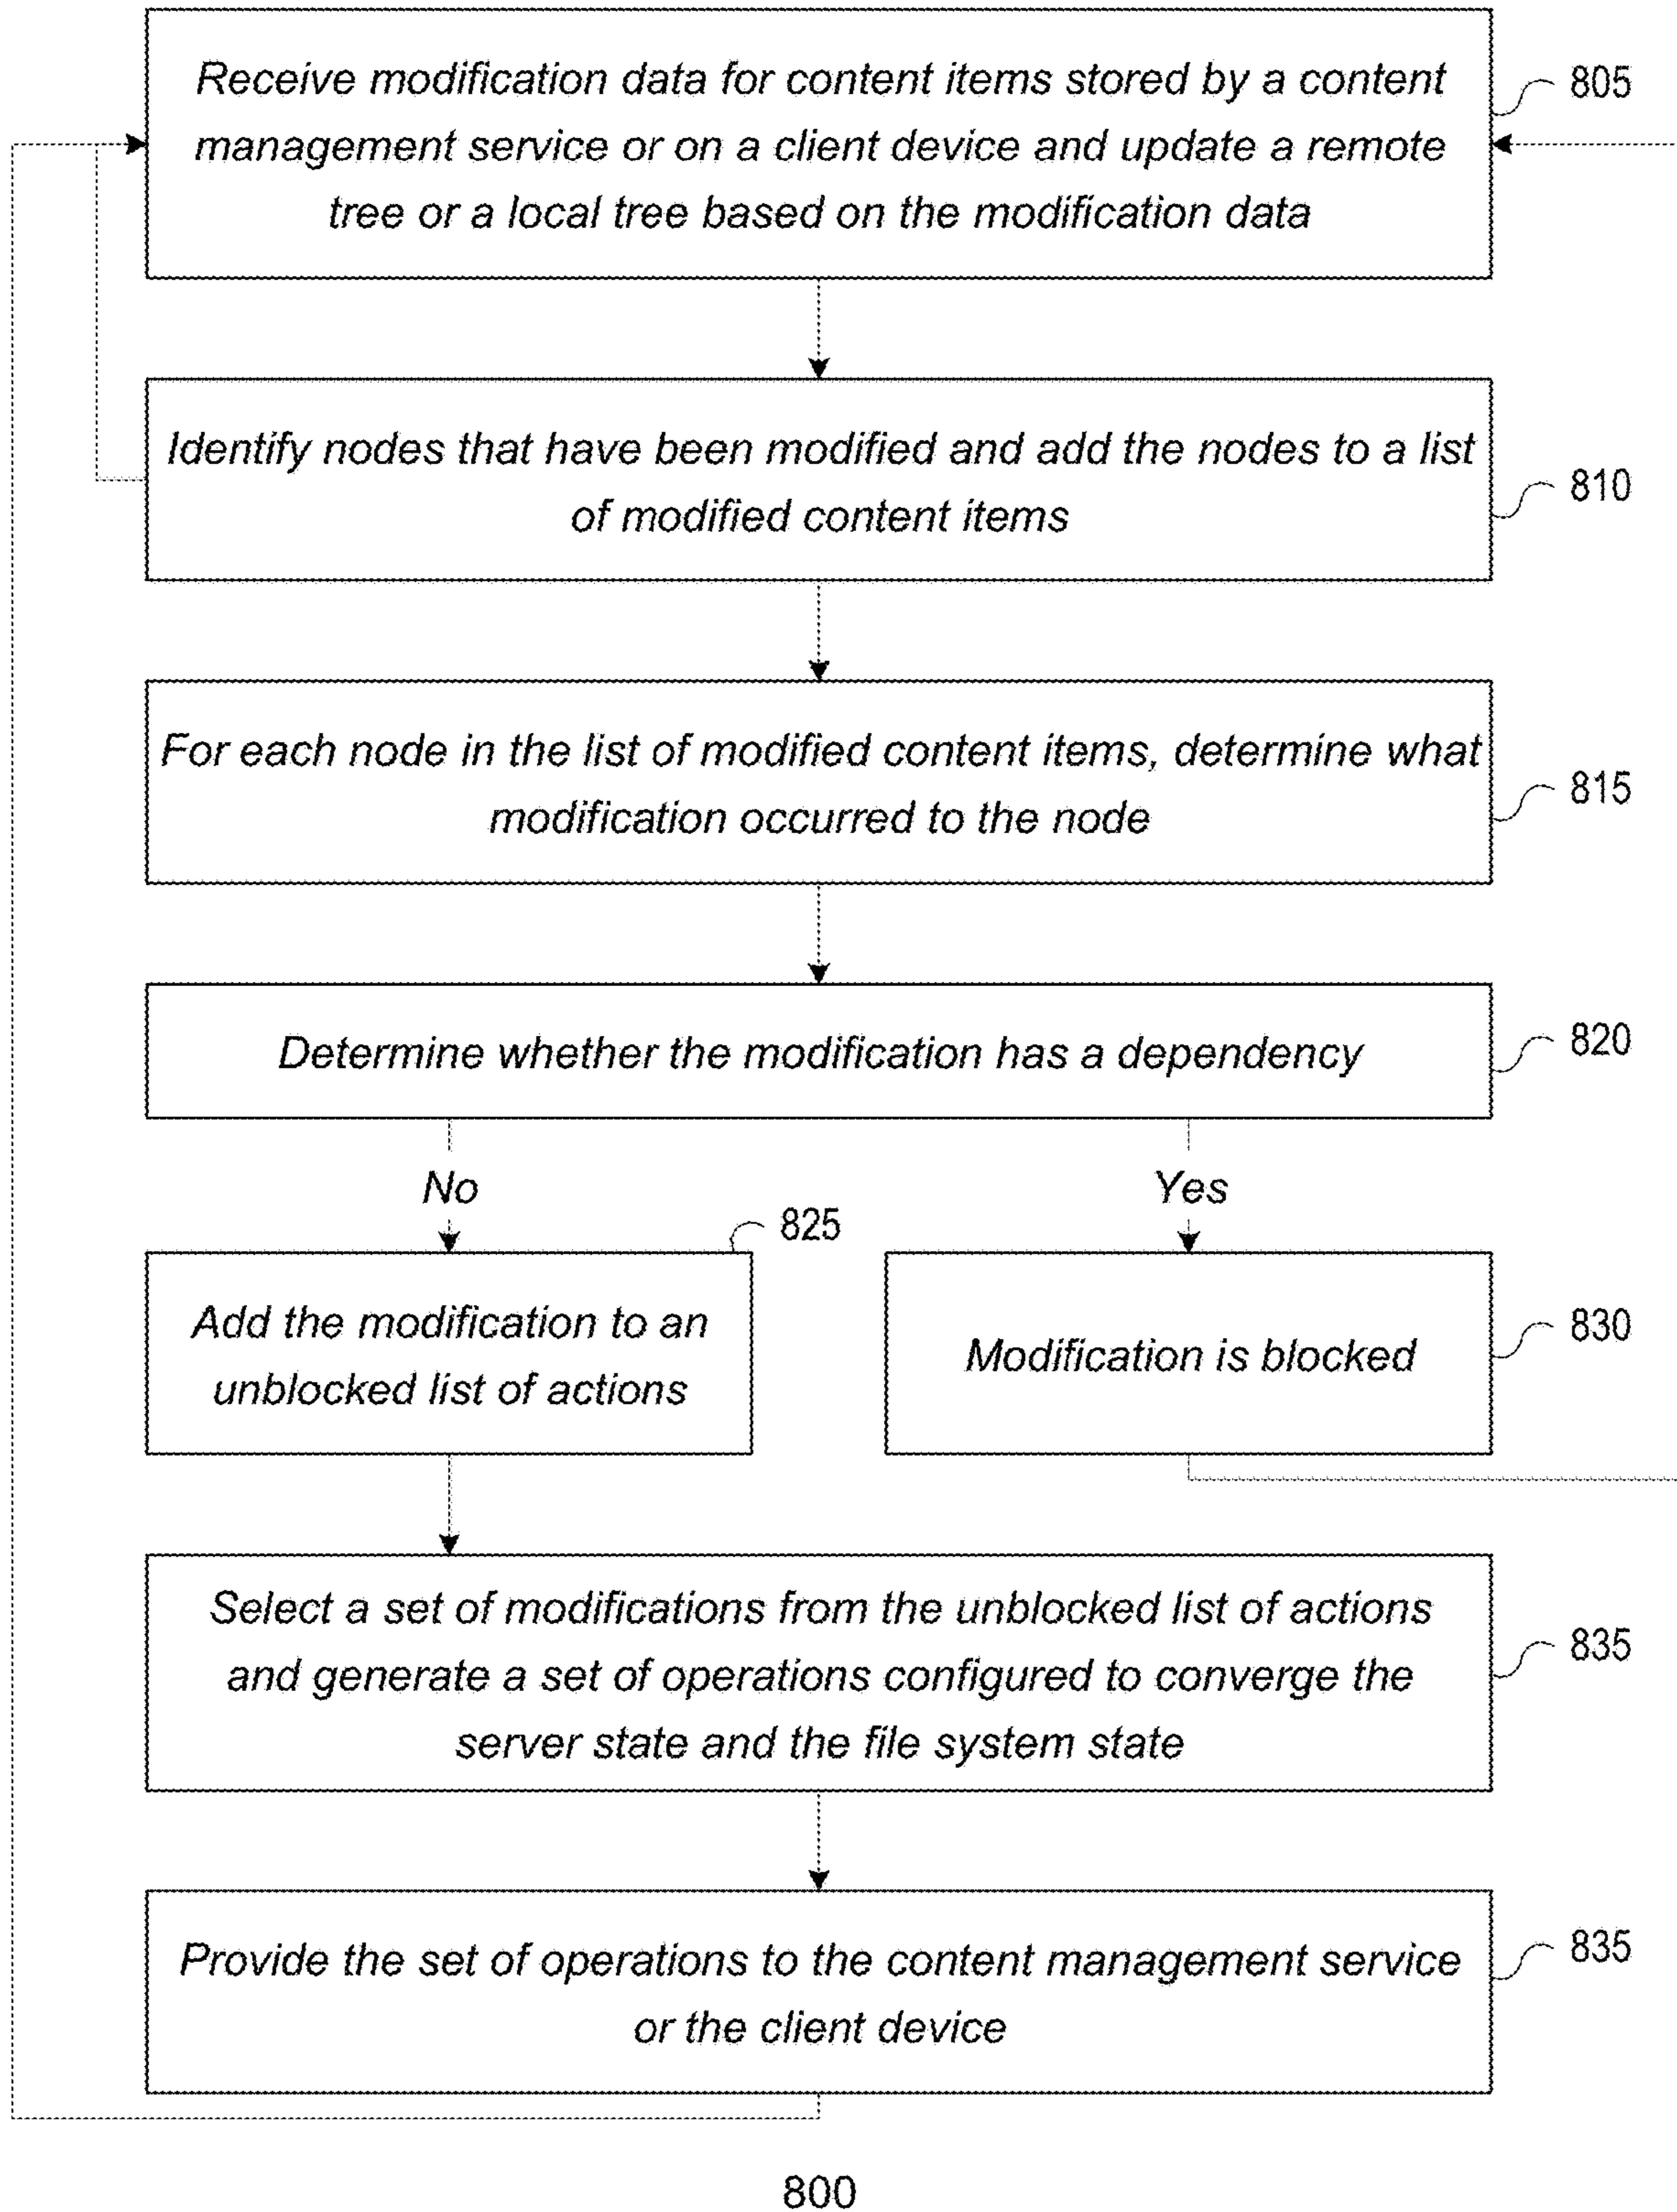 Receive modification data for content items stored by a content
management service or on a client device and update a remote
tree or a local tree based on the modification data
805
Identify nodes that have been modified and add the nodes to a list
of modified content items
810
For each node in the list of modified content items, determine what
modification occurred to the node
815
Determine whether the modification has a dependency
820
No
Yes
825
Add the modification to an
unblocked list of actions
Modification is blocked
830
Select a set of modifications from the unblocked list of actions
and generate a set of operations configured to converge the
server state and the file system state
835
Provide the set of operations to the content management service
or the client device
835
800